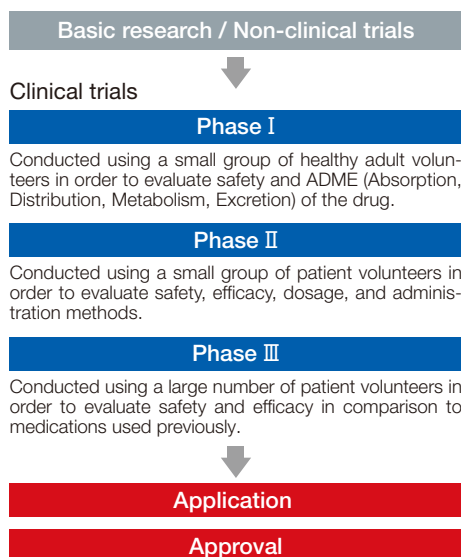 Basic research / Non-clinical trials
Clinical trials
Phase Ⅰ
Conducted using a small group of healthy adult volun-
teers in order to evaluate safety and ADME (Absorption,
Distribution, Metabolism, Excretion) of the drug.
Phase Ⅱ
Conducted using a small group of patient volunteers in
order to evaluate safety, efficacy, dosage, and adminis-
tration methods.
Phase Ⅲ
Conducted using a large number of patient volunteers in
order to evaluate safety and efficacy in comparison to
medications used previously.
Application
Approval